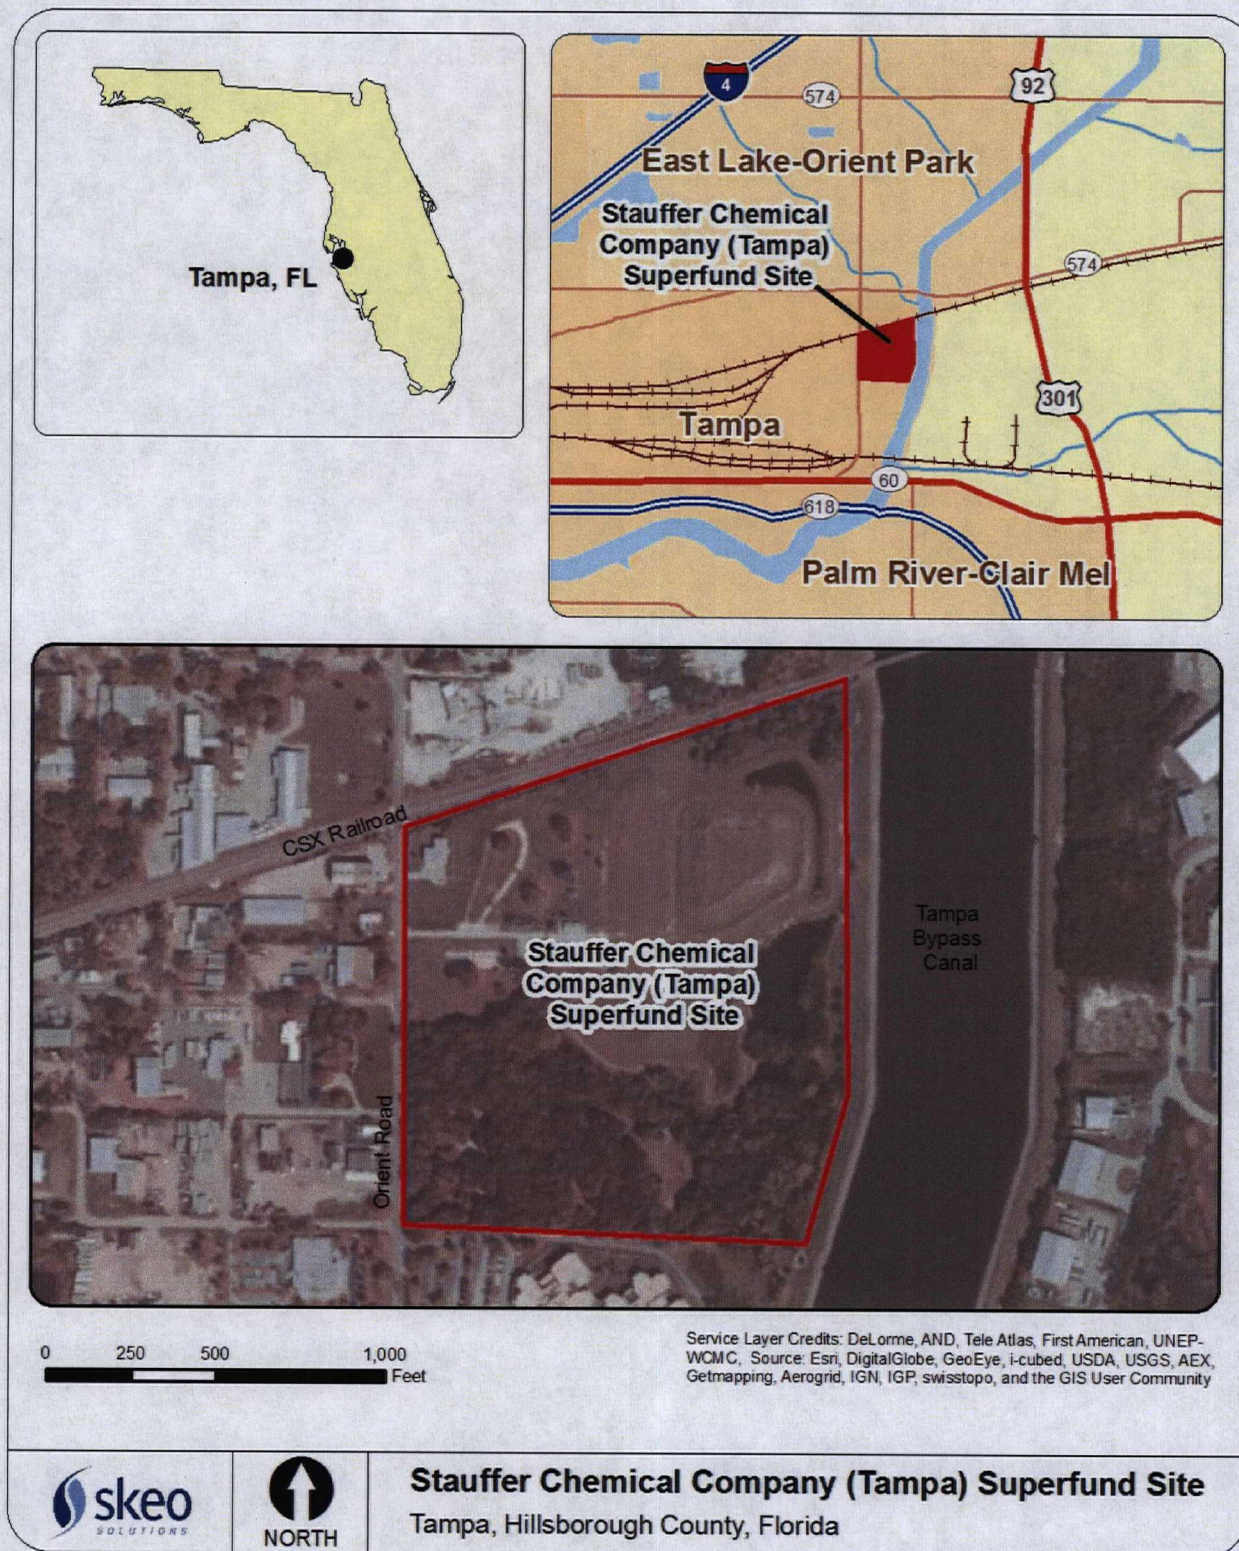 Tampa, FL
4
574
92
East Lake-Orient Park
Stauffer Chemical
Company (Tampa)
Superfund Site
574
301
Tampa
60
618
Palm River-Clair Mel
CSX Railroad
Tampa
Bypass
Canal
Stauffer Chemical
Company (Tampa)
Superfund Site
Orient Road
0 250 500 1,000
Feet
Service Layer Credits: DeLorme, AND, Tele Atlas, First American, UNEP-
WCMC, Source: Esri, DigitalGlobe, GeoEye, i-cubed, USDA, USGS, AEX,
Getmapping, Aerogrid, IGN, IGP, swisstopo, and the GIS User Community
skeo
SOLUTIONS
NORTH
Stauffer Chemical Company (Tampa) Superfund Site
Tampa, Hillsborough County, Florida